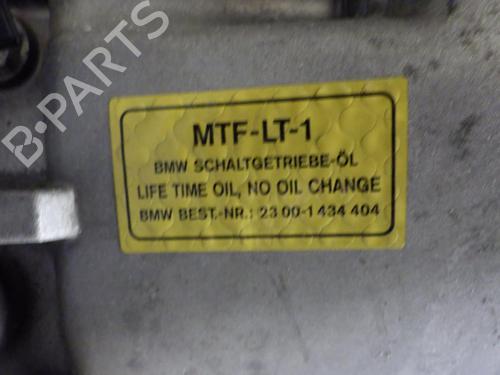 MTF-LT-1
BMW SCHALTGETRIEBE-ÖL
LIFE TIME OIL, NO OIL CHANGE
BMW BEST.-NR.: 23 00-1 434 404
B-PARTS